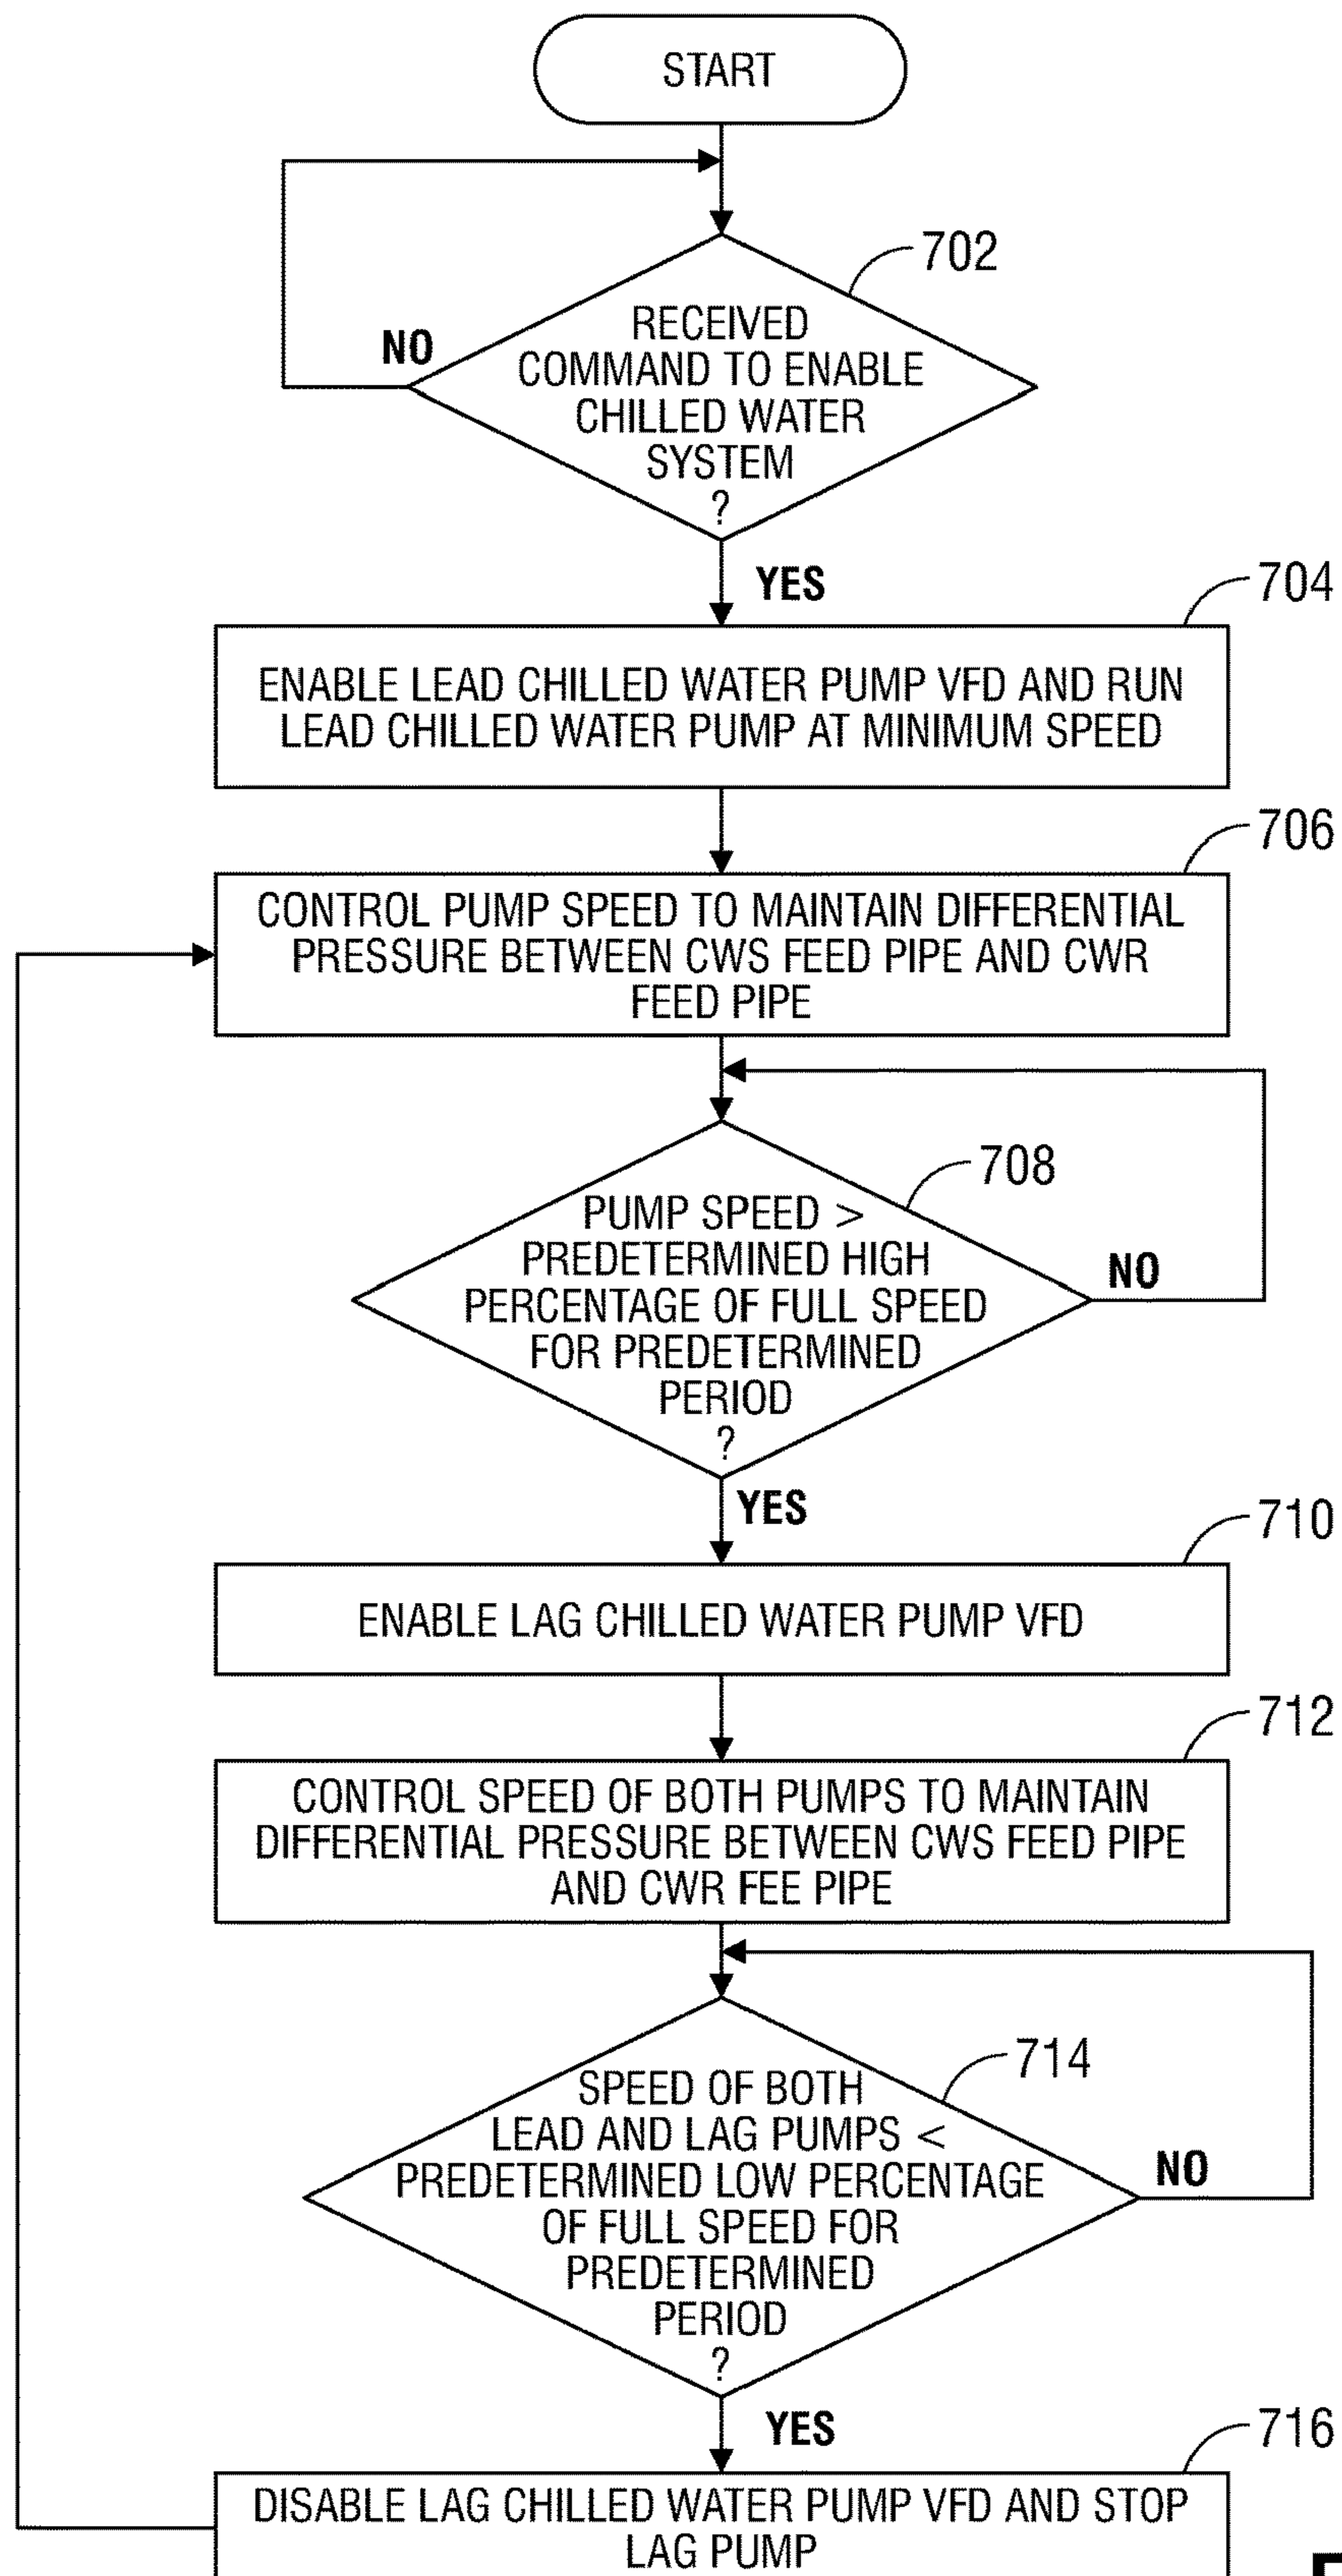 START
702
RECEIVED
COMMAND TO ENABLE
CHILLED WATER
SYSTEM
?
NO
YES
704
ENABLE LEAD CHILLED WATER PUMP VFD AND RUN
LEAD CHILLED WATER PUMP AT MINIMUM SPEED
706
CONTROL PUMP SPEED TO MAINTAIN DIFFERENTIAL
PRESSURE BETWEEN CWS FEED PIPE AND CWR
FEED PIPE
708
PUMP SPEED >
PREDETERMINED HIGH
PERCENTAGE OF FULL SPEED
FOR PREDETERMINED
PERIOD
?
NO
YES
710
ENABLE LAG CHILLED WATER PUMP VFD
712
CONTROL SPEED OF BOTH PUMPS TO MAINTAIN
DIFFERENTIAL PRESSURE BETWEEN CWS FEED PIPE
AND CWR FEE PIPE
714
SPEED OF BOTH
LEAD AND LAG PUMPS <
PREDETERMINED LOW PERCENTAGE
OF FULL SPEED FOR
PREDETERMINED
PERIOD
?
NO
YES
716
DISABLE LAG CHILLED WATER PUMP VFD AND STOP
LAG PUMP